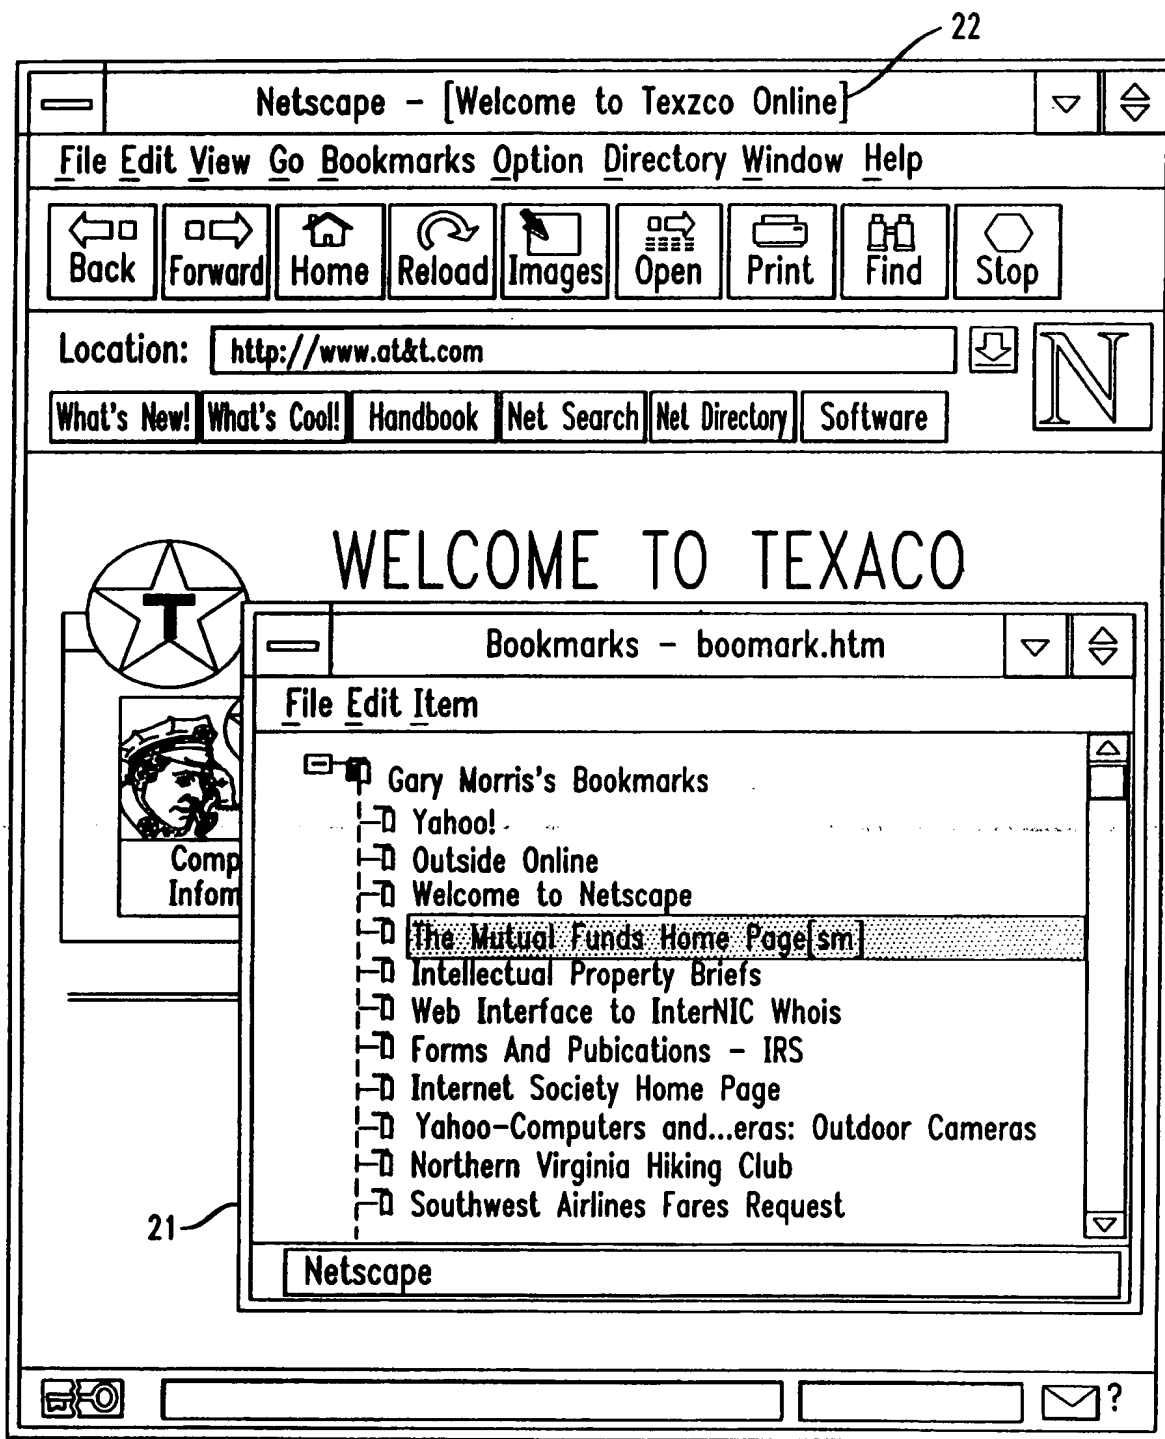 22
Netscape - [Welcome to Texzco Online]
File Edit View Go Bookmarks Option Directory Window Help
Back Forward Home Reload Images Open Print Find Stop
Location: http://www.at&t.com
N
What's New! What's Cool! Handbook Net Search Net Directory Software
WELCOME TO TEXACO
T
Bookmarks - boomark.htm
File Edit Item
Gary Morris's Bookmarks
Yahoo!
Outside Online
Welcome to Netscape
The Mutual Funds Home Page[sm]
Intellectual Property Briefs
Web Interface to InterNIC Whois
Forms And Pubications - IRS
Internet Society Home Page
Yahoo-Computers and...eras: Outdoor Cameras
Northern Virginia Hiking Club
Southwest Airlines Fares Request
Comp
Infom
21
Netscape
?